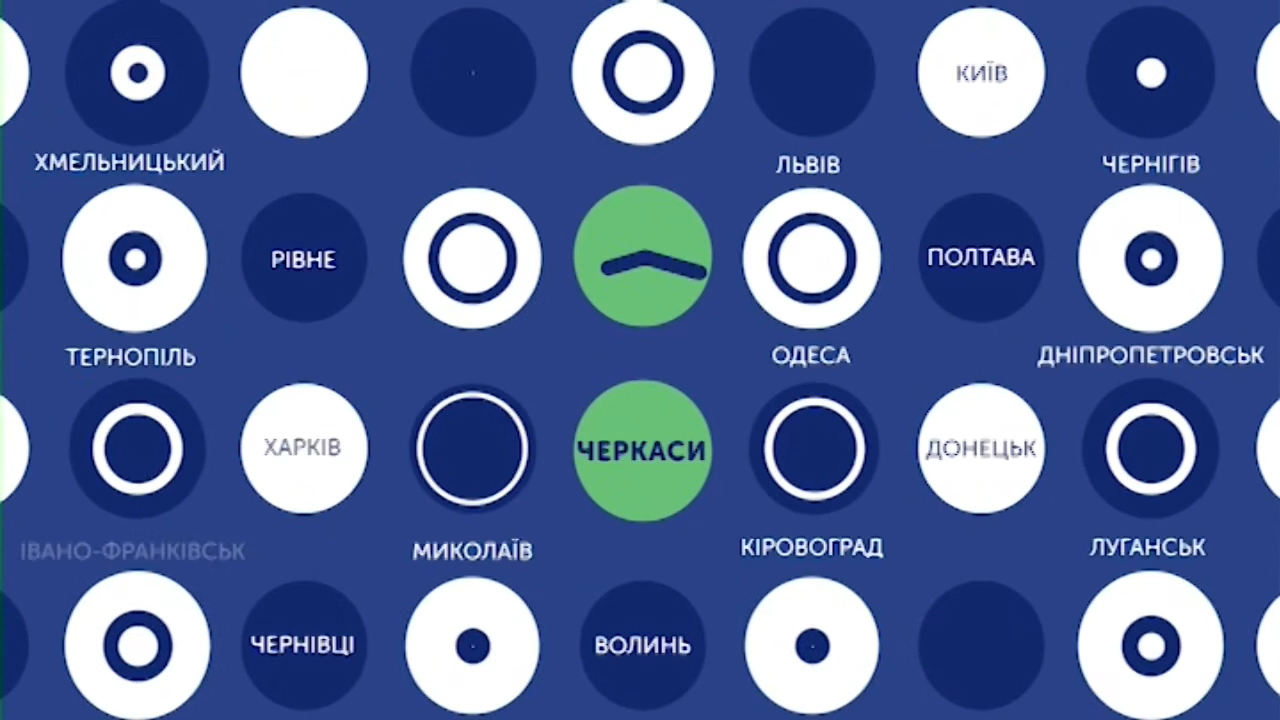 КИЇВ
ХМЕЛЬНИЦЬКИЙ
ЛЬВІВ
ЧЕРНІГІВ
РІВНЕ
ПОЛТАВА
ТЕРНОПІЛЬ
ОДЕСА
ДНІПРОПЕТРОВСЬК
ХАРКІВ
ЧЕРКАСИ
ДОНЕЦЬК
ІВАНО-ФРАНКІВСЬК
МИКОЛАЇВ
КІРОВОГРАД
ЛУГАНСЬК
ЧЕРНІВЦІ
ВОЛИНЬ